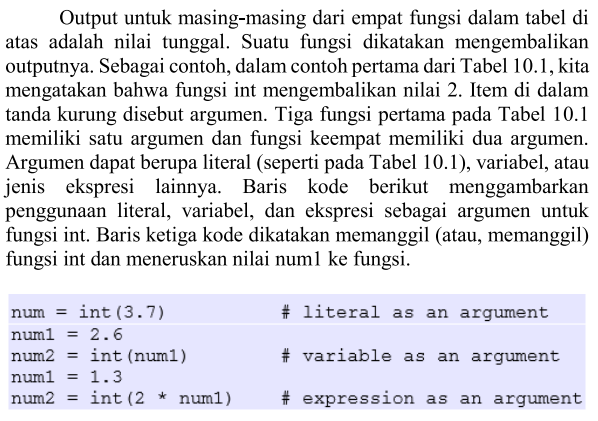 Output untuk masing-masing dari empat fungsi dalam tabel di
atas adalah nilai tunggal. Suatu fungsi dikatakan mengembalikan
outputnya. Sebagai contoh, dalam contoh pertama dari Tabel 10.1, kita
mengatakan bahwa fungsi int mengembalikan nilai 2. Item di dalam
tanda kurung disebut argumen. Tiga fungsi pertama pada Tabel 10.1
memiliki satu argumen dan fungsi keempat memiliki dua argumen.
Argumen dapat berupa literal (seperti pada Tabel 10.1), variabel, atau
jenis ekspresi lainnya. Baris kode berikut menggambarkan
penggunaan literal, variabel, dan ekspresi sebagai argumen untuk
fungsi int. Baris ketiga kode dikatakan memanggil (atau, memanggil)
fungsi int dan meneruskan nilai num1 ke fungsi.
num = int(3.7) # literal as an argument
num1 = 2.6
num2 = int(num1) # variable as an argument
num1 = 1.3
num2 = int(2 * num1) # expression as an argument